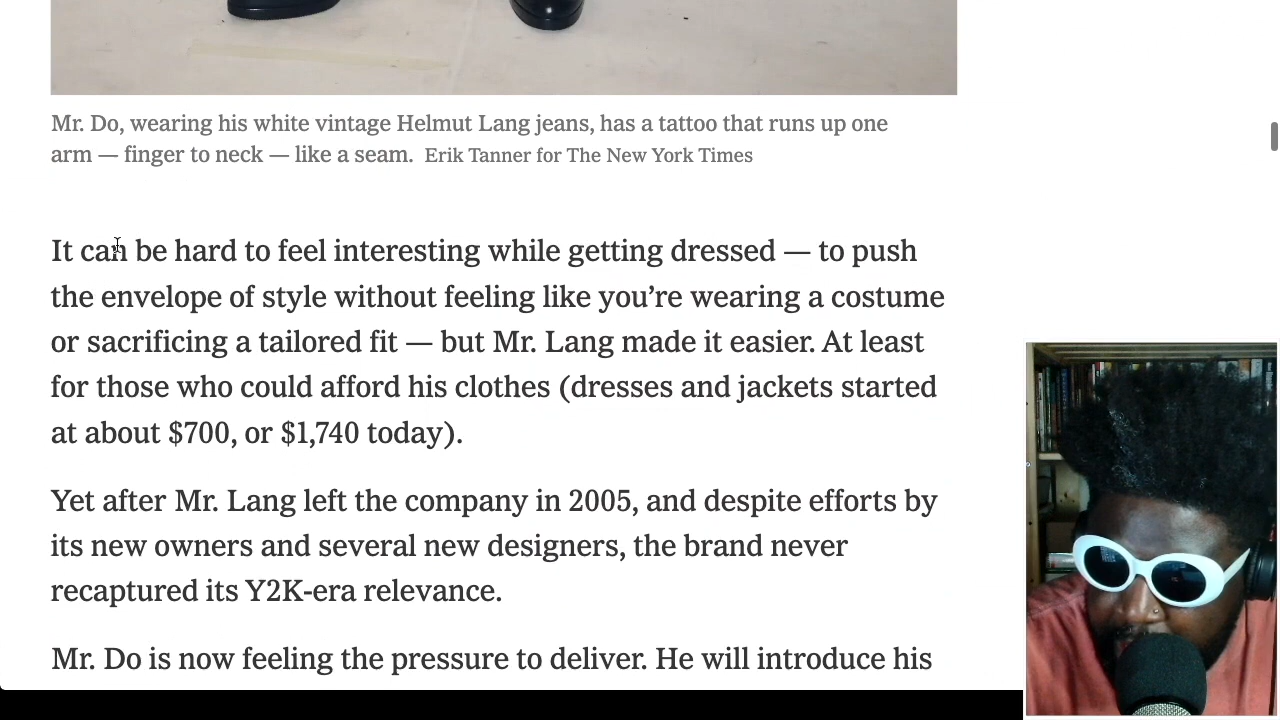 Mr. Do, wearing his white vintage Helmut Lang jeans, has a tattoo that runs up one
arm — finger to neck — like a seam. Erik Tanner for The New York Times
It can be hard to feel interesting while getting dressed — to push
the envelope of style without feeling like you’re wearing a costume
or sacrificing a tailored fit — but Mr. Lang made it easier. At least
for those who could afford his clothes (dresses and jackets started
at about $700, or $1,740 today).
Yet after Mr. Lang left the company in 2005, and despite efforts by
its new owners and several new designers, the brand never
recaptured its Y2K-era relevance.
Mr. Do is now feeling the pressure to deliver. He will introduce his